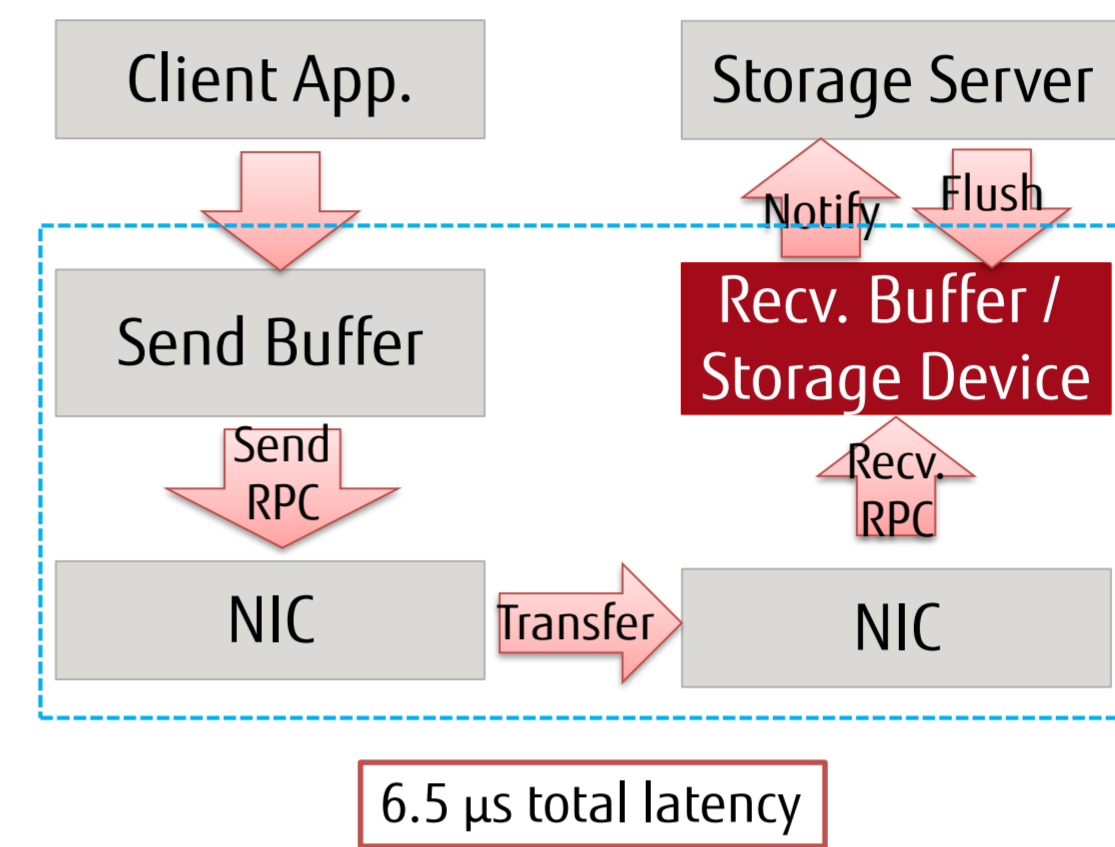 Client App.
Storage Server
Notify
Flush
Send Buffer
Recv. Buffer /
Storage Device
Send
RPC
Recv.
RPC
NIC
Transfer
NIC
6.5 µs total latency